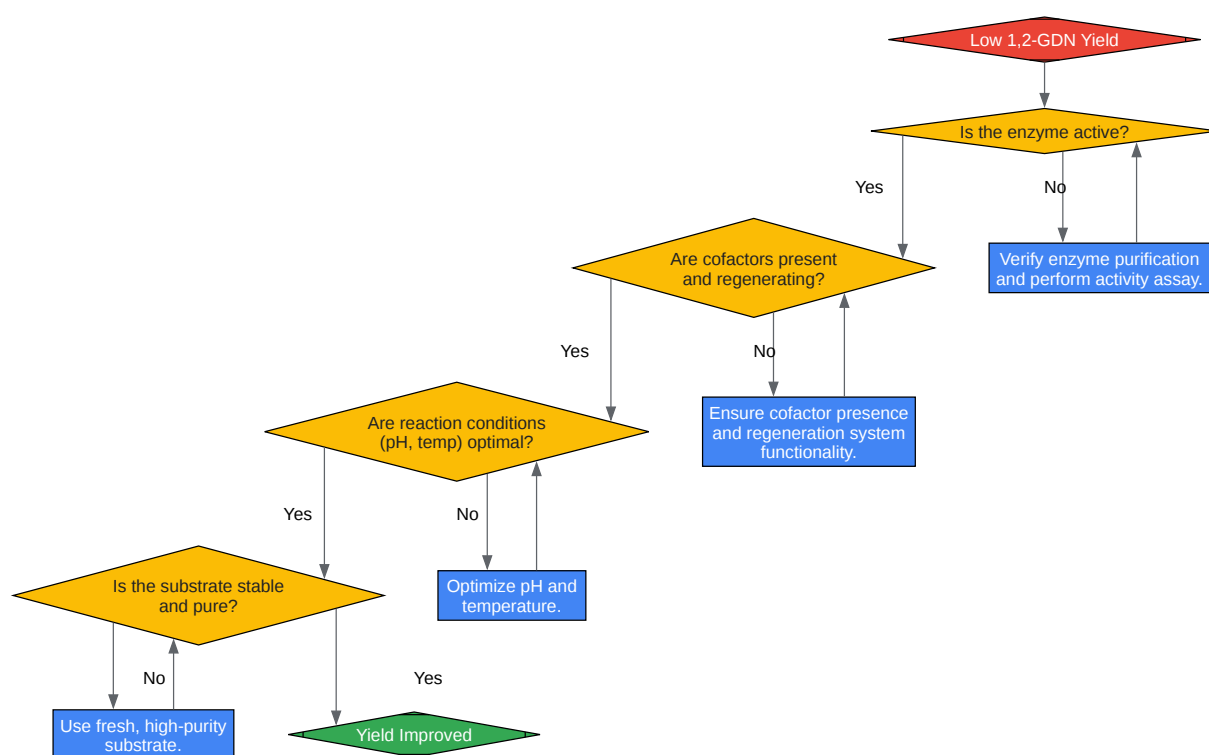 Low 1,2-GDN Yield
Is the enzyme active?
Yes
No
Verify enzyme purification
and perform activity assay.
Are cofactors present
and regenerating?
Yes
No
Ensure cofactor presence
and regeneration system
functionality.
Are reaction conditions
(pH, temp) optimal?
Yes
No
Optimize pH and
temperature.
Is the substrate stable
and pure?
No
Yes
Use fresh, high-purity
substrate.
Yield Improved